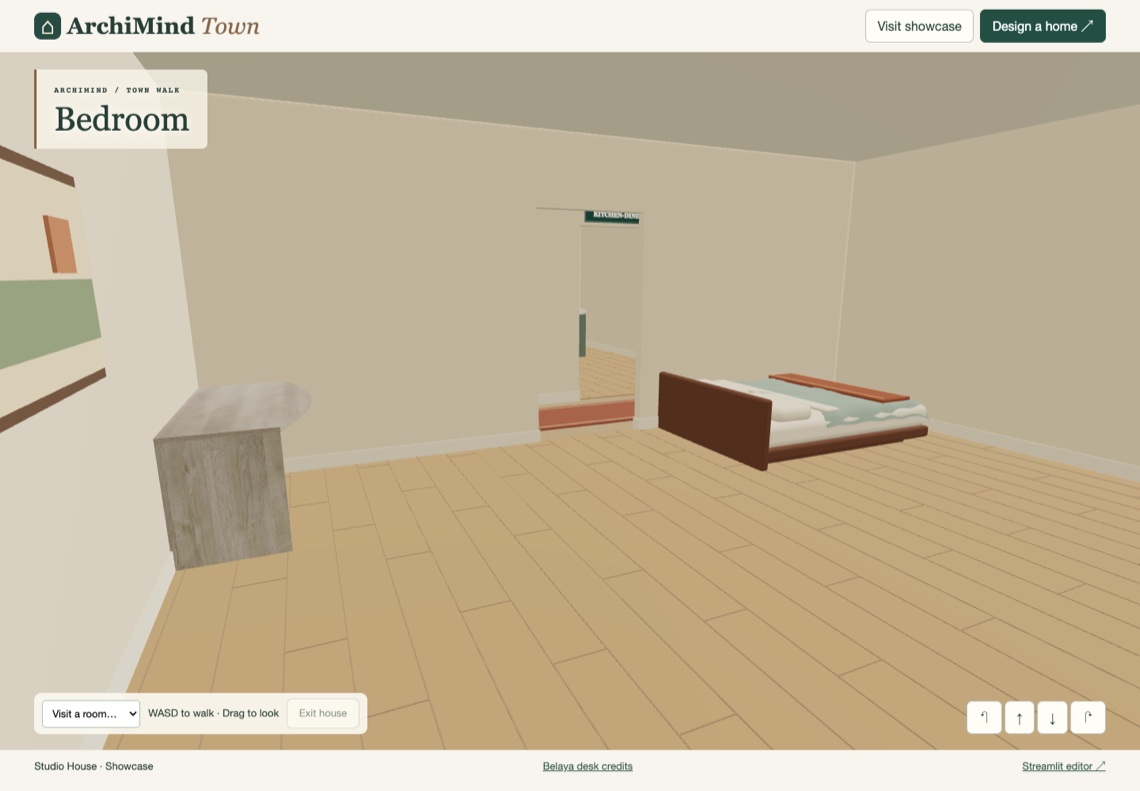 ArchiMind Town
Visit showcase
Design a home ↗
ARCHIMIND / TOWN WALK
Bedroom
KITCHEN-DINI
Visit a room...
WASD to walk · Drag to look
Exit house
Studio House · Showcase
Belaya desk credits
Streamlit editor ↗